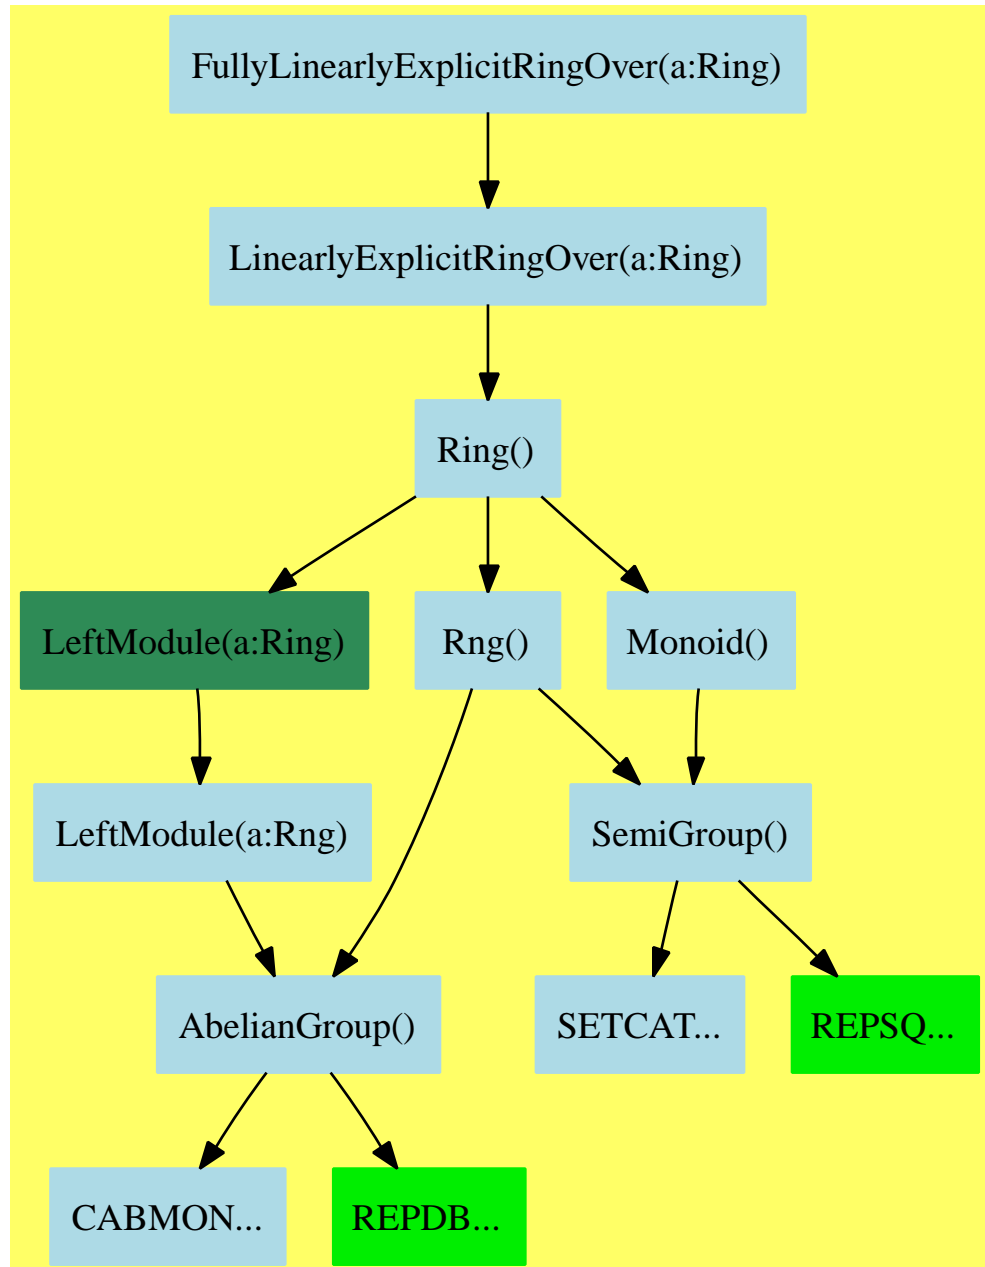 FullyLinearlyExplicitRingOver(a:Ring)
LinearlyExplicitRingOver(a:Ring)
Ring()
LeftModule(a:Ring)
Rng()
Monoid()
LeftModule(a:Rng)
SemiGroup()
AbelianGroup()
SETCAT...
REPSQ...
CABMON...
REPDB...